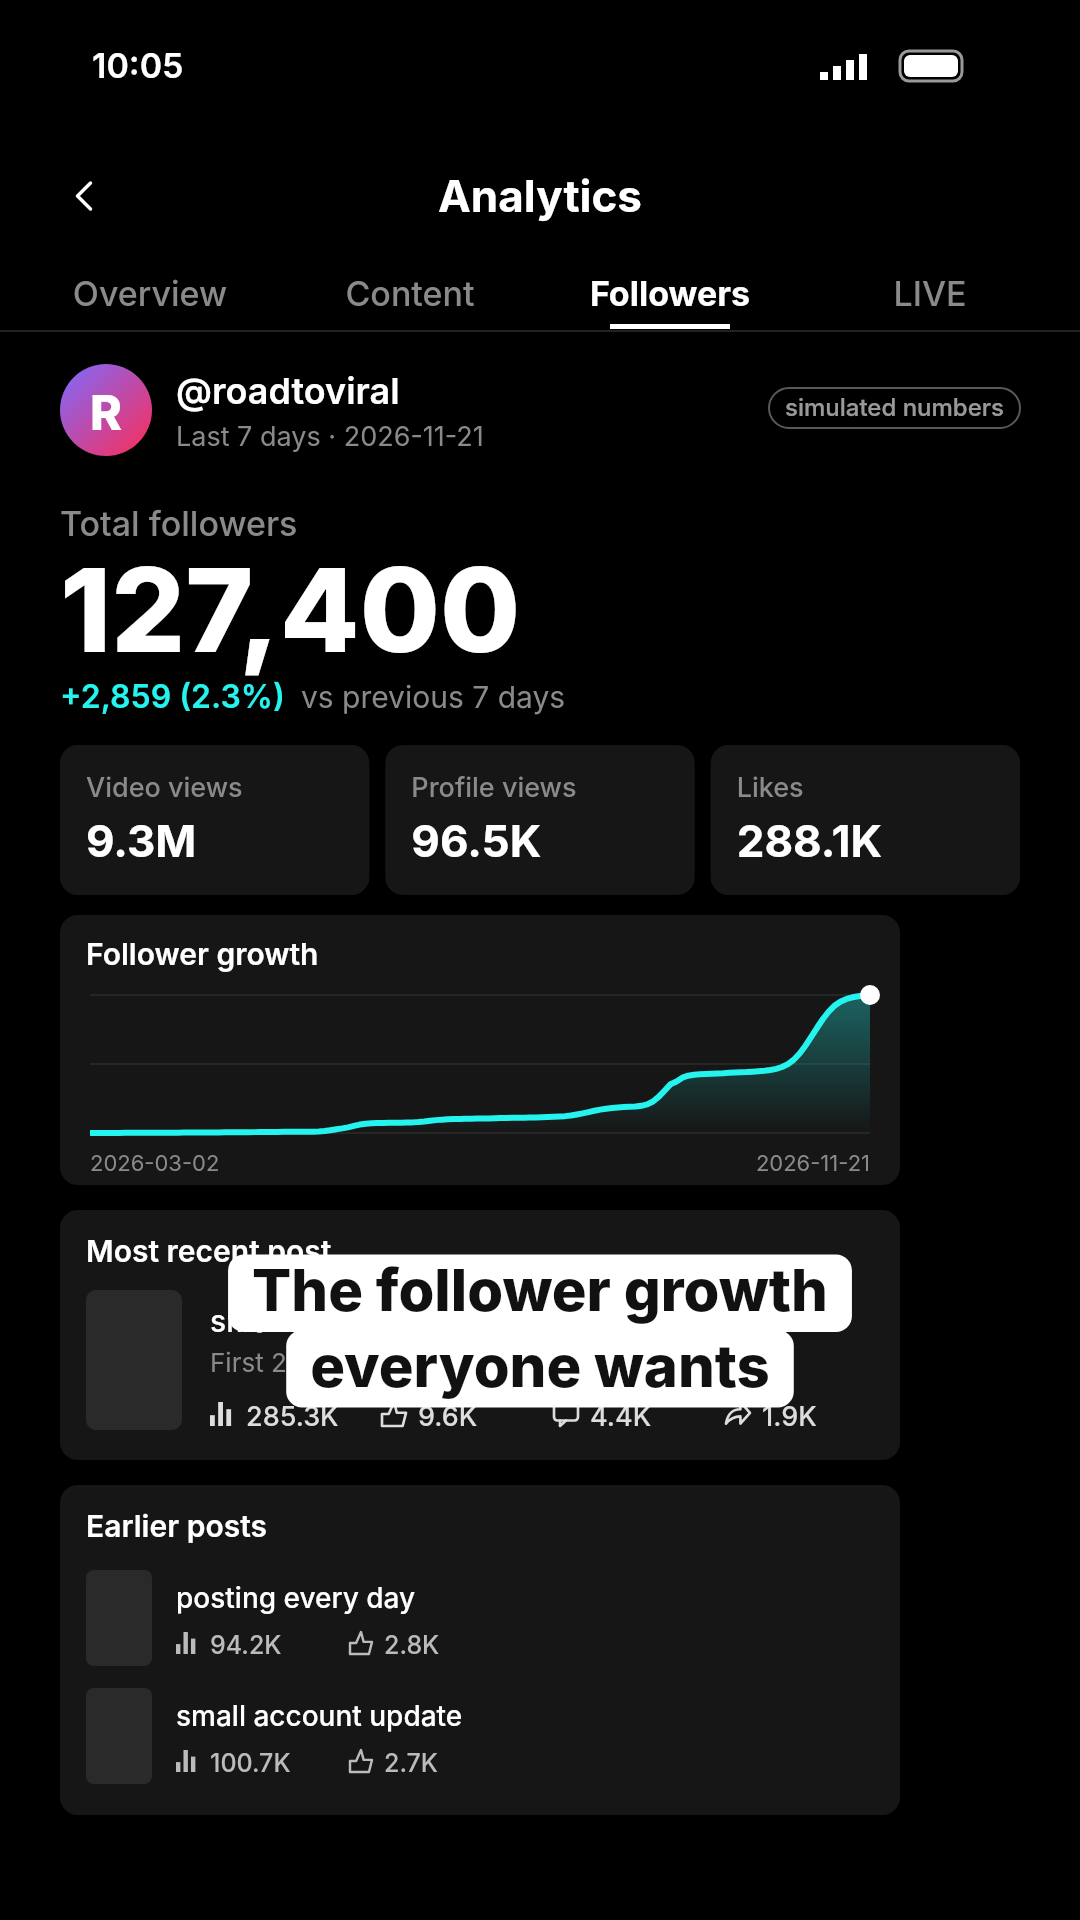 10:05
Analytics
Overview Content Followers LIVE
R
@roadtoviral
Last 7 days · 2026-11-21
simulated numbers
Total followers
127,400
+2,859 (2.3%) vs previous 7 days
Video views
9.3M
Profile views
96.5K
Likes
288.1K
Follower growth
2026-03-02 2026-11-21
Most recent post
The follower growth
everyone wants
First 2
285.3K 9.6K 4.4K 1.9K
Earlier posts
posting every day
94.2K 2.8K
small account update
100.7K 2.7K